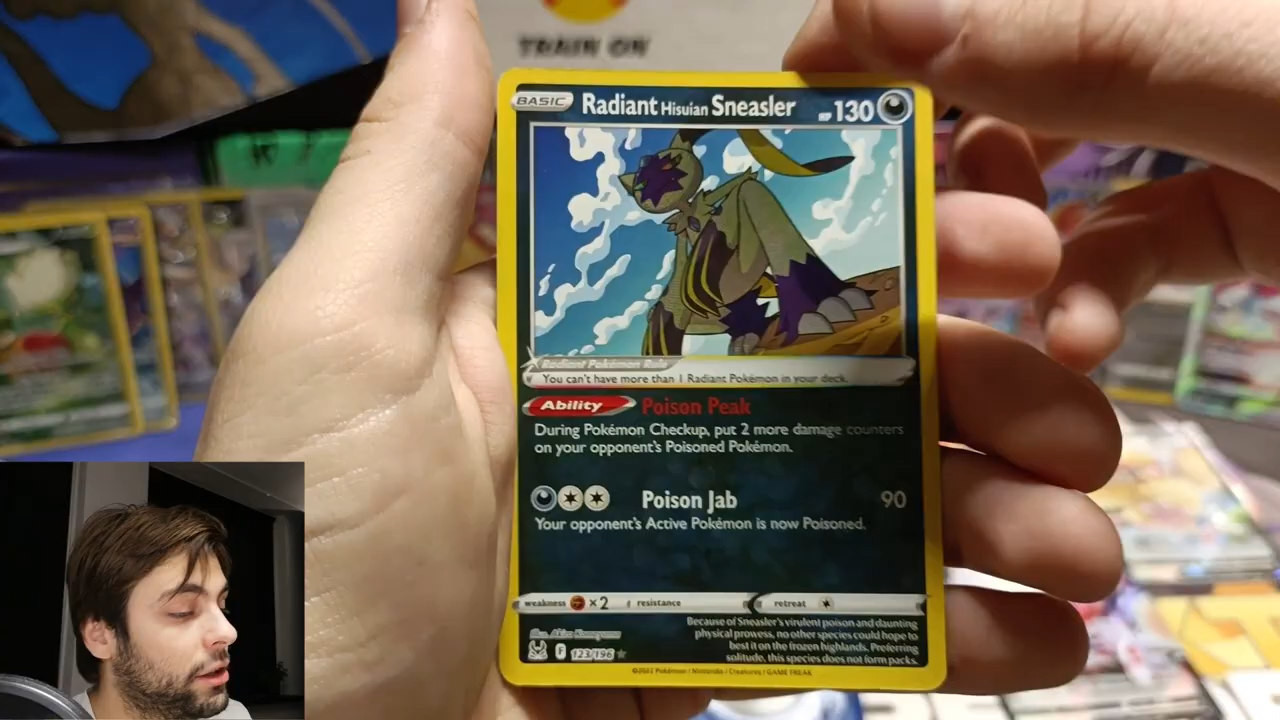 TRAIN ON
BASIC Radiant Hisuian Sneasler HP 130
Radiant Pokémon Rule
You can't have more than 1 Radiant Pokémon in your deck.
Ability Poison Peak
During Pokémon Checkup, put 2 more damage counters
on your opponent's Poisoned Pokémon.
Poison Jab 90
Your opponent's Active Pokémon is now Poisoned.
weakness ×2 resistance retreat
Because of Sneasler's virulent poison and daunting
physical prowess, no other species could hope to
best it on the frozen highlands. Preferring
solitude, this species does not form packs.
Illus.
F 123/196
©2022 Pokémon / Nintendo / Creatures / GAME FREAK